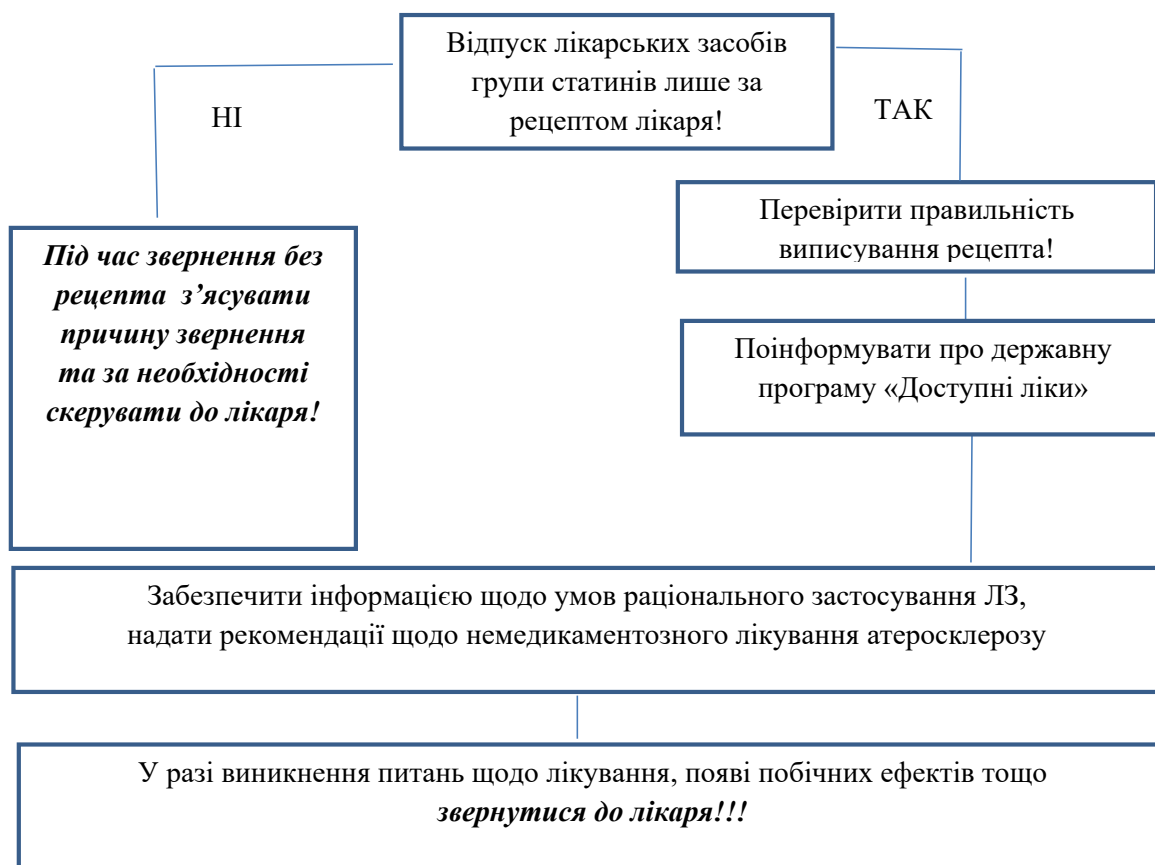 Відпуск лікарських засобів
групи статинів лише за
рецептом лікаря!
НІ
ТАК
Перевірити правильність
виписування рецепта!
Під час звернення без
рецепта з’ясувати
причину звернення
та за необхідності
скерувати до лікаря!
Поінформувати про державну
програму «Доступні ліки»
Забезпечити інформацією щодо умов раціонального застосування ЛЗ,
надати рекомендації щодо немедикаментозного лікування атеросклерозу
У разі виникнення питань щодо лікування, появі побічних ефектів тощо
звернутися до лікаря!!!